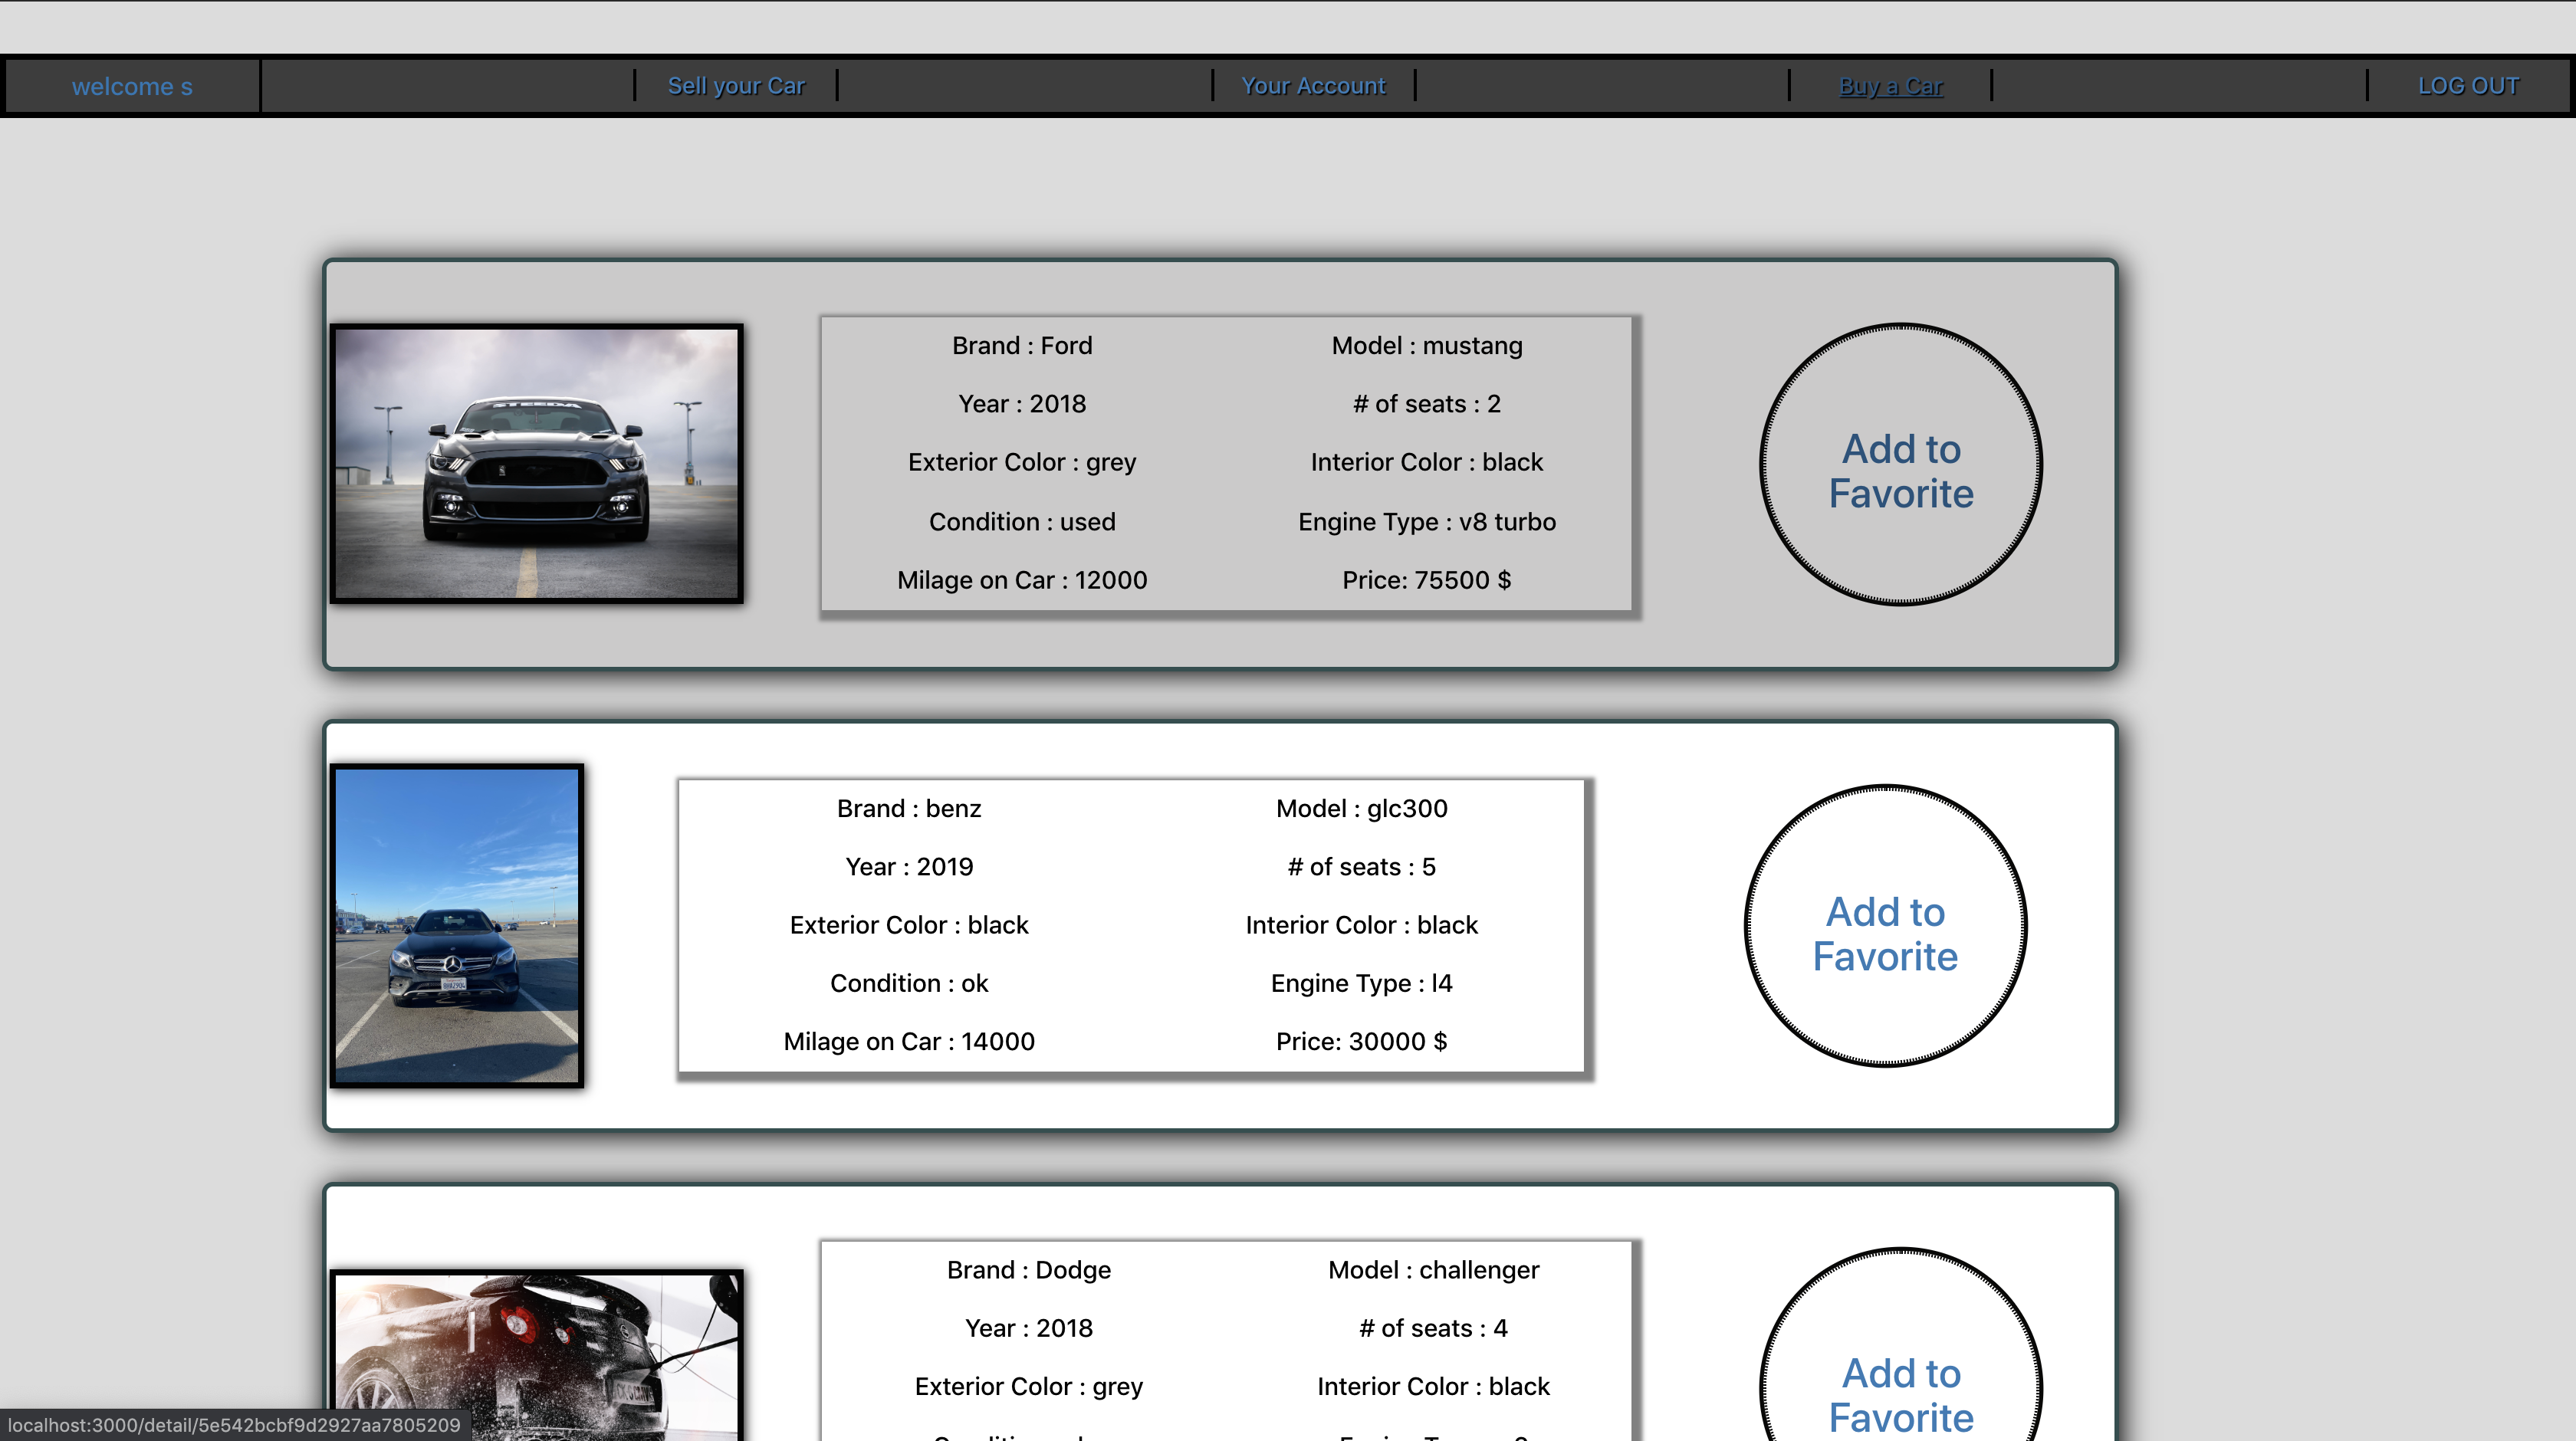 welcome s
Sell your Car
Your Account
Buy a Car
LOG OUT
STEEDA
Brand : Ford
Model : mustang
Year : 2018
# of seats : 2
Exterior Color : grey
Interior Color : black
Condition : used
Engine Type : v8 turbo
Milage on Car : 12000
Price: 75500 $
Add to
Favorite
Brand : benz
Model : glc300
Year : 2019
# of seats : 5
Exterior Color : black
Interior Color : black
Condition : ok
Engine Type : l4
Milage on Car : 14000
Price: 30000 $
Add to
Favorite
Brand : Dodge
Model : challenger
Year : 2018
# of seats : 4
Exterior Color : grey
Interior Color : black
Add to
Favorite
localhost:3000/detail/5e542bcbf9d2927aa7805209